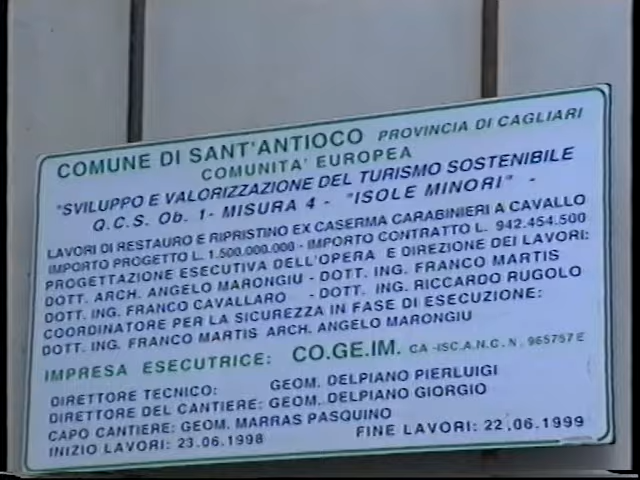 COMUNE DI SANT'ANTIOCO PROVINCIA DI CAGLIARI
COMUNITA' EUROPEA
"SVILUPPO E VALORIZZAZIONE DEL TURISMO SOSTENIBILE
Q.C.S. Ob. 1- MISURA 4 - "ISOLE MINORI" -
LAVORI DI RESTAURO E RIPRISTINO EX CASERMA CARABINIERI A CAVALLO
IMPORTO PROGETTO L. 1.500.000.000 - IMPORTO CONTRATTO L. 942.454.500
PROGETTAZIONE ESECUTIVA DELL'OPERA E DIREZIONE DEI LAVORI:
DOTT. ARCH. ANGELO MARONGIU - DOTT. ING. FRANCO MARTIS
DOTT. ING. FRANCO CAVALLARO - DOTT. ING. RICCARDO RUGOLO
COORDINATORE PER LA SICUREZZA IN FASE DI ESECUZIONE:
DOTT. ING. FRANCO MARTIS ARCH. ANGELO MARONGIU
IMPRESA ESECUTRICE: CO.GE.IM. CA -ISC.A.N.C.N. 965757 E
DIRETTORE TECNICO: GEOM. DELPIANO PIERLUIGI
DIRETTORE DEL CANTIERE: GEOM. DELPIANO GIORGIO
CAPO CANTIERE: GEOM. MARRAS PASQUINO
INIZIO LAVORI: 23.06.1998 FINE LAVORI: 22.06.1999